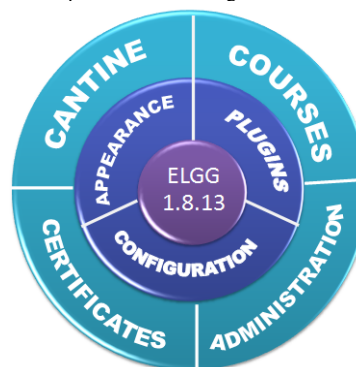 CANTINE
COURSES
APPEARANCE
PLUGINS
ELGG
1.8.13
CONFIGURATION
CERTIFICATES
ADMINISTRATION